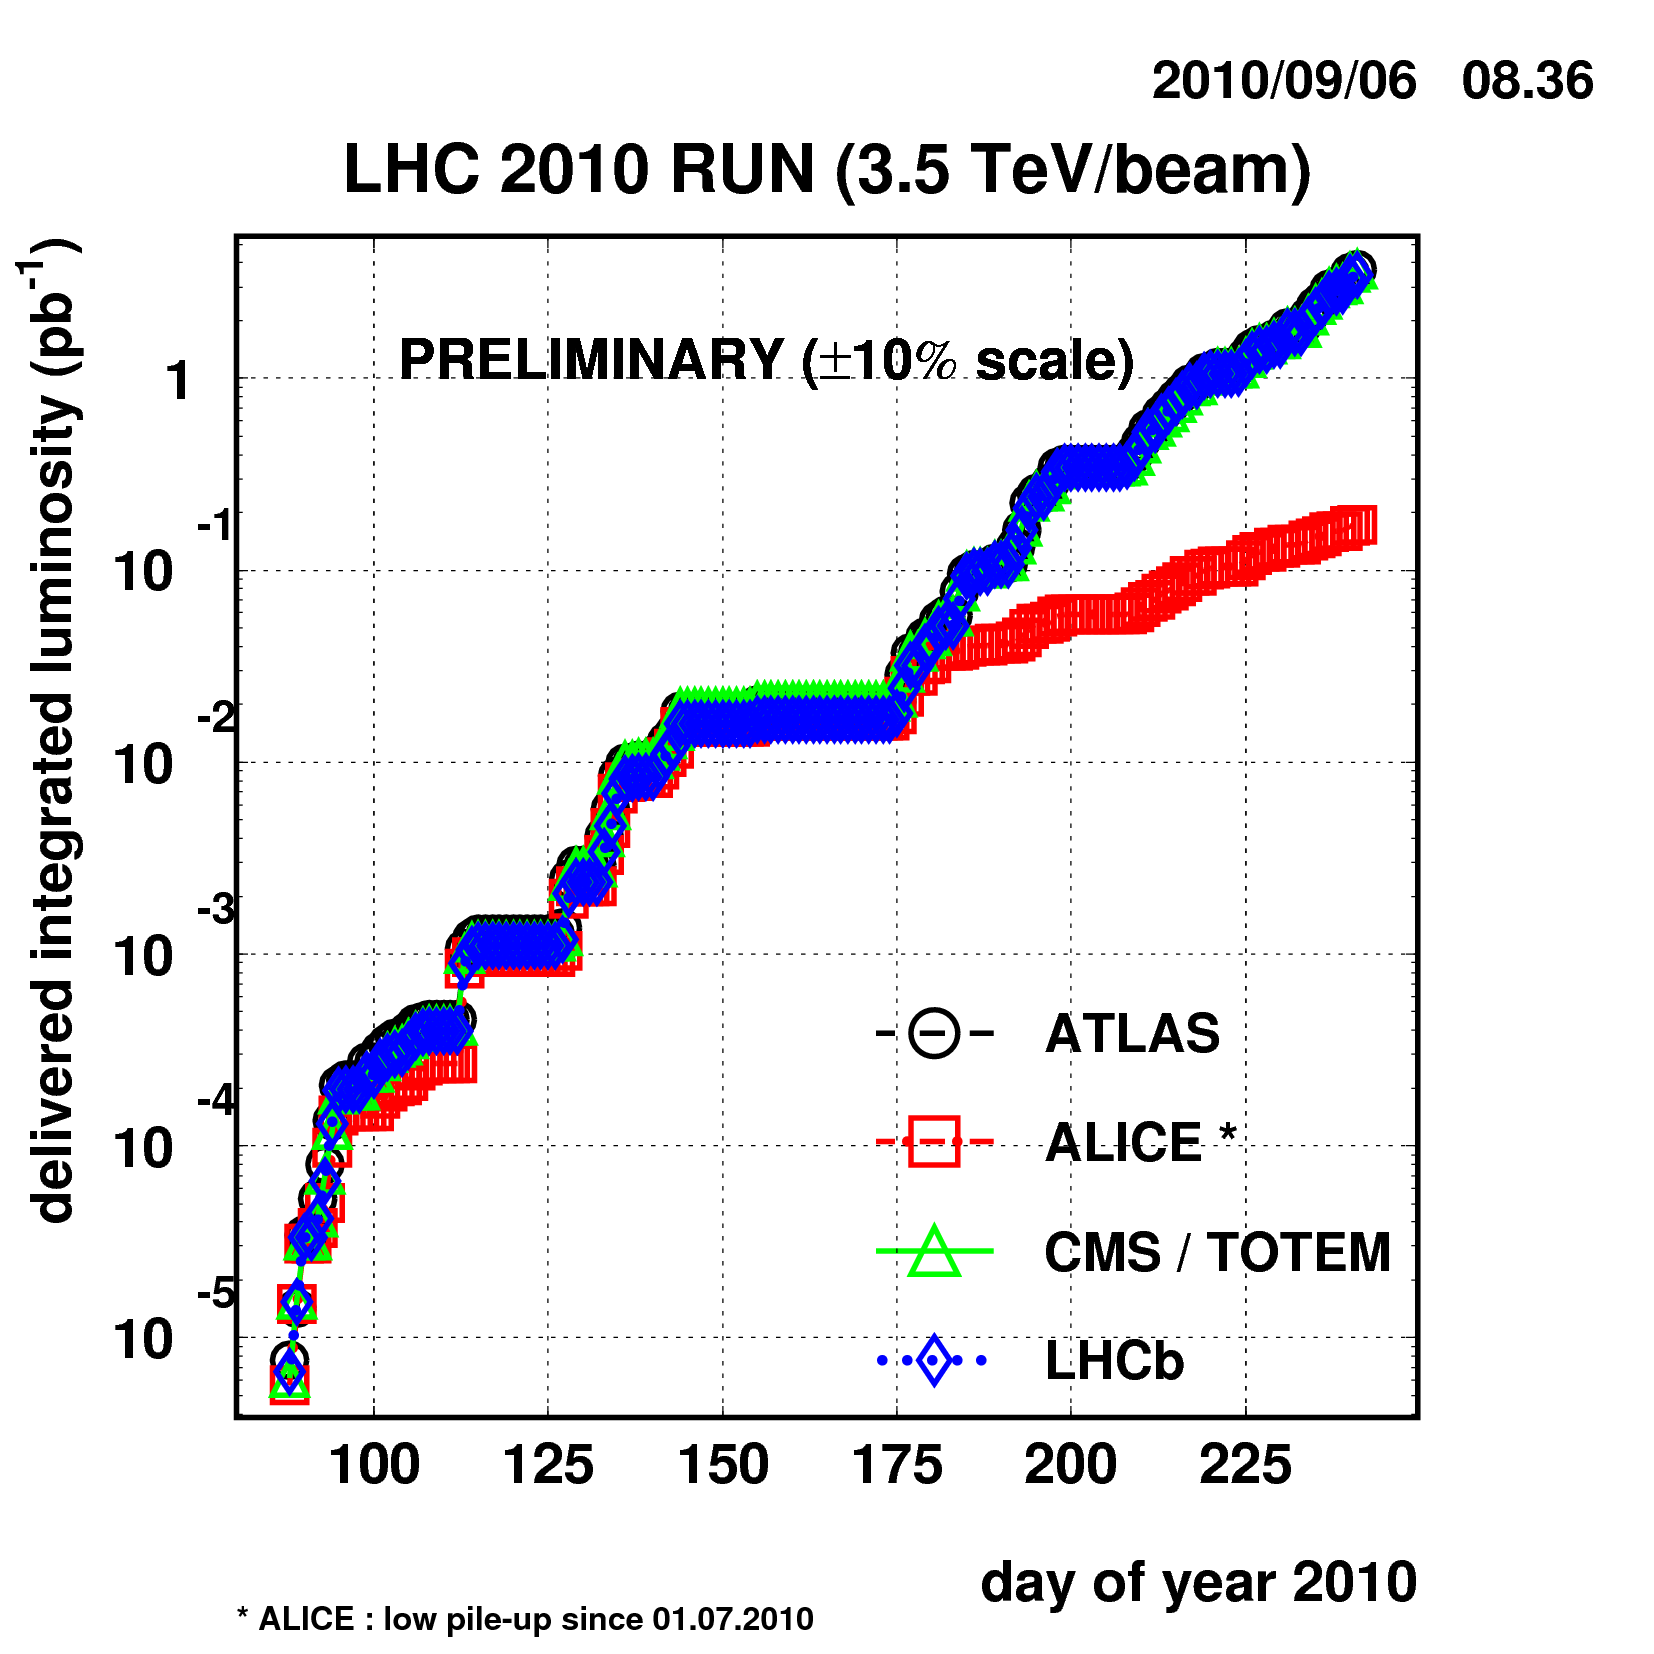 2010/09/06 08.36
LHC 2010 RUN (3.5 TeV/beam)
delivered integrated luminosity (pb-1)
PRELIMINARY (±10% scale)
1
10-1
10-2
10-3
10-4
10-5
ATLAS
ALICE *
CMS / TOTEM
LHCb
100 125 150 175 200 225
day of year 2010
* ALICE : low pile-up since 01.07.2010